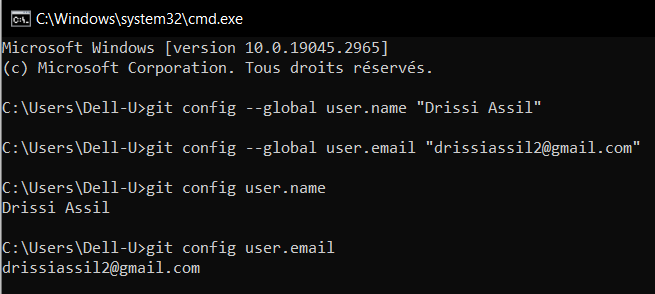 C:\Windows\system32\cmd.exe
Microsoft Windows [version 10.0.19045.2965]
(c) Microsoft Corporation. Tous droits réservés.
C:\Users\Dell-U>git config --global user.name "Drissi Assil"
C:\Users\Dell-U>git config --global user.email "drissiassil2@gmail.com"
C:\Users\Dell-U>git config user.name
Drissi Assil
C:\Users\Dell-U>git config user.email
drissiassil2@gmail.com